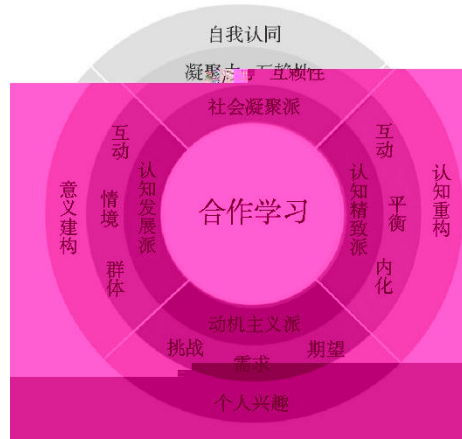 自我认同
凝聚力 互赖性
社会凝聚派
意义建构
互动
情境
群体
认知发展派
合作学习
认知精致派
互动
平衡
内化
认知重构
动机主义派
挑战
需求
期望
个人兴趣